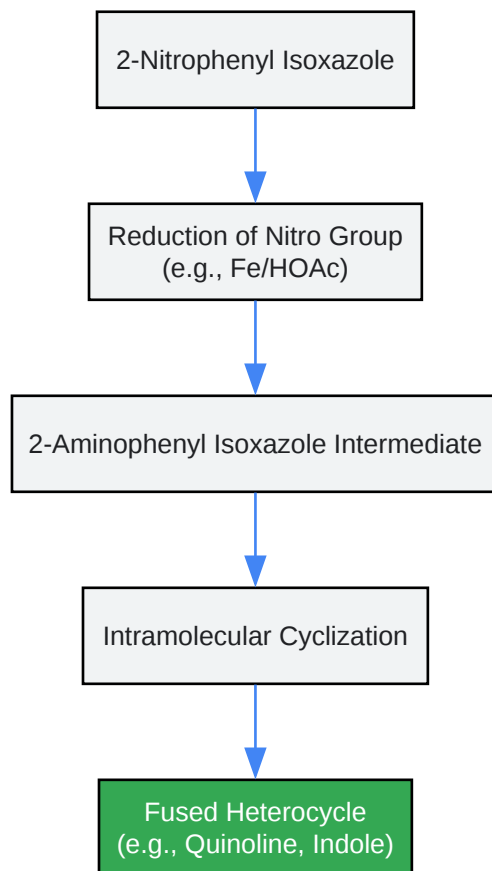 2-Nitrophenyl Isoxazole
Reduction of Nitro Group
(e.g., Fe/HOAc)
2-Aminophenyl Isoxazole Intermediate
Intramolecular Cyclization
Fused Heterocycle
(e.g., Quinoline, Indole)